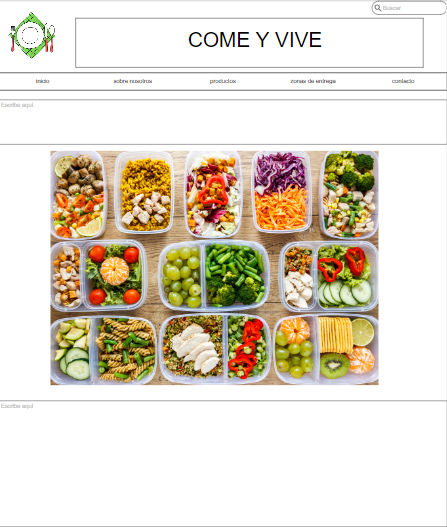 Buscar
COME Y VIVE
inicio
sobre nosotros
productos
zonas de entrega
contacto
Escribe aquí
Escribe aquí